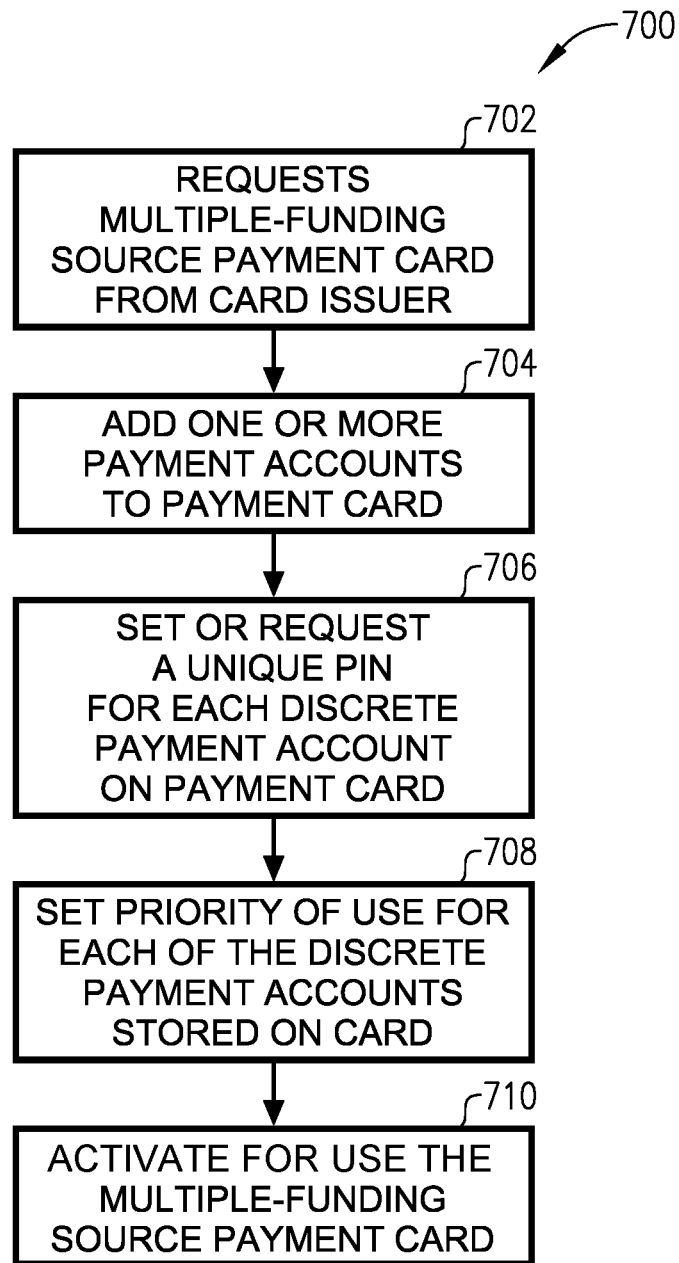 700
702
REQUESTS
MULTIPLE-FUNDING
SOURCE PAYMENT CARD
FROM CARD ISSUER
704
ADD ONE OR MORE
PAYMENT ACCOUNTS
TO PAYMENT CARD
706
SET OR REQUEST
A UNIQUE PIN
FOR EACH DISCRETE
PAYMENT ACCOUNT
ON PAYMENT CARD
708
SET PRIORITY OF USE FOR
EACH OF THE DISCRETE
PAYMENT ACCOUNTS
STORED ON CARD
710
ACTIVATE FOR USE THE
MULTIPLE-FUNDING
SOURCE PAYMENT CARD